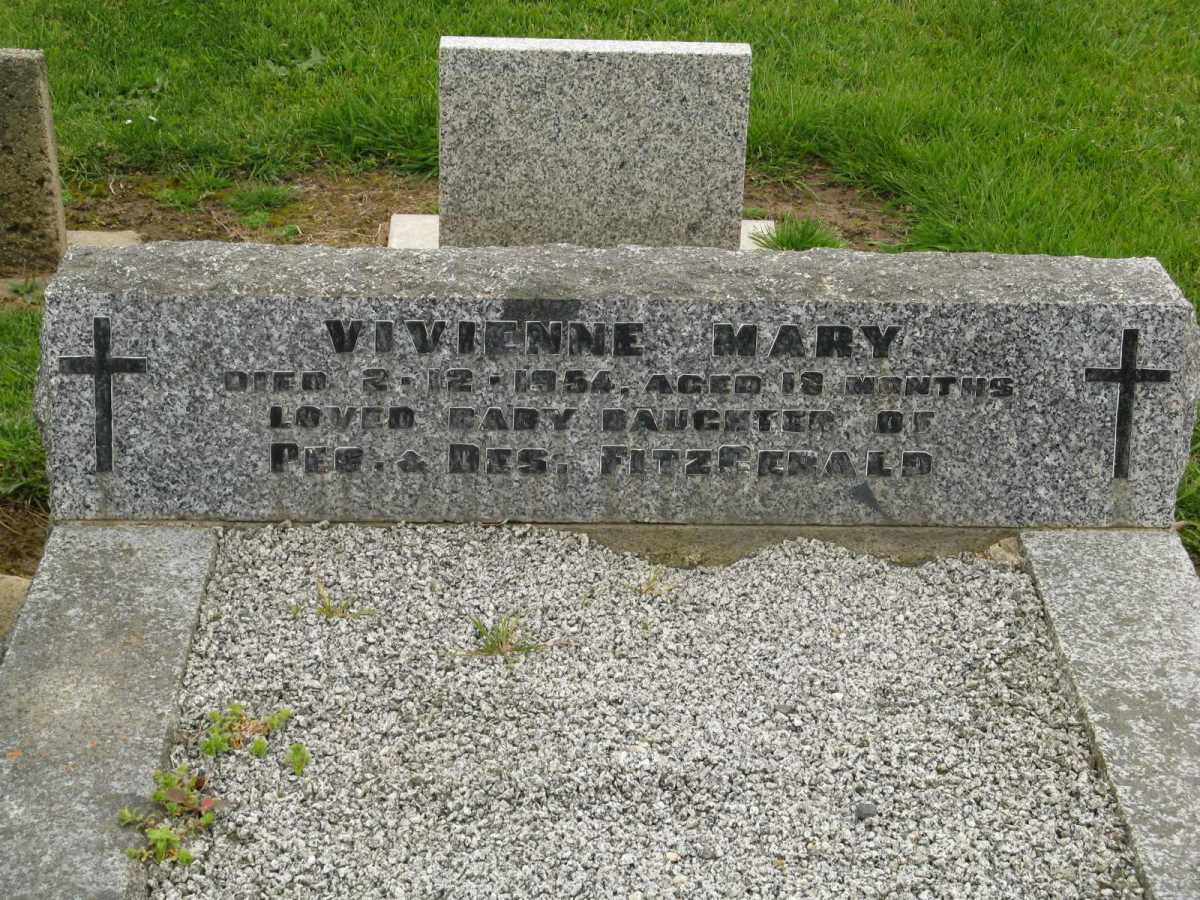 VIVIENNE MARY
DIED 2·12·1954, AGED 18 MONTHS
LOVED BABY DAUGHTER OF
PEG. & DES. FITZGERALD